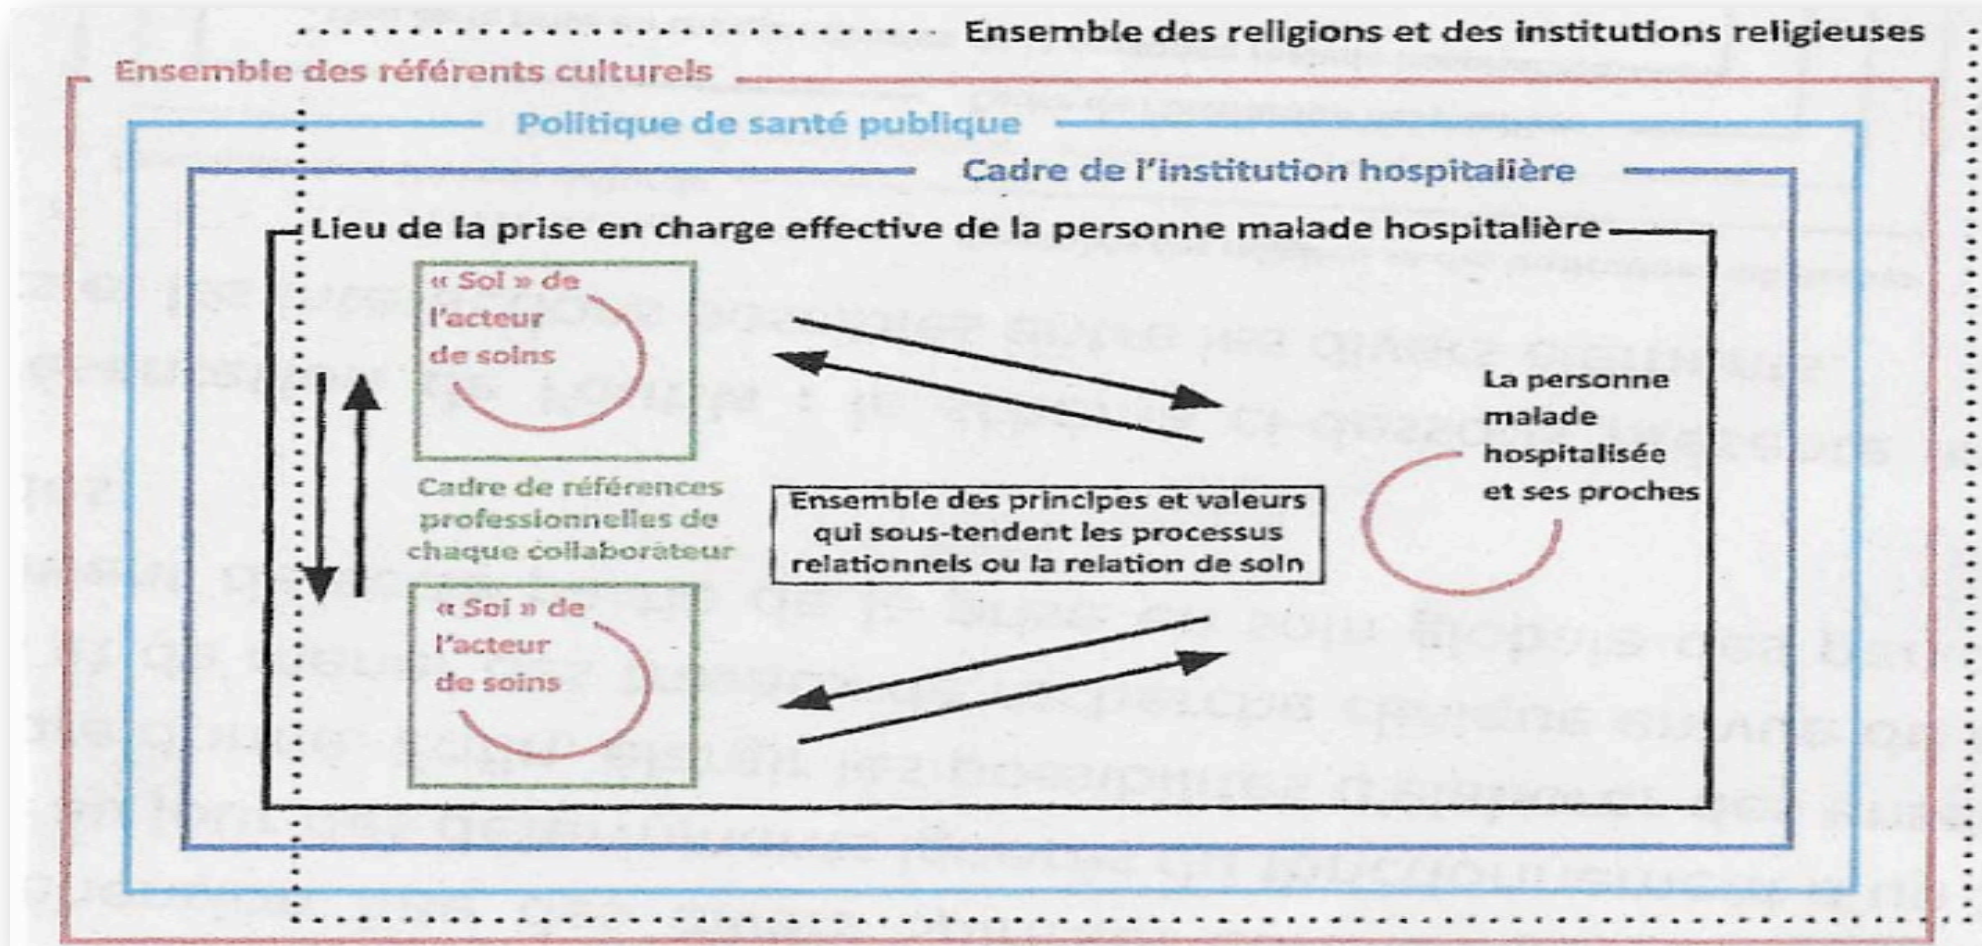 Ensemble des religions et des institutions religieuses
Ensemble des référents culturels
Politique de santé publique
Cadre de l'institution hospitalière
Lieu de la prise en charge effective de la personne malade hospitalière
« Soi » de
l'acteur
de soins
La personne
malade
hospitalisée
et ses proches
Cadre de références
professionnelles de
chaque collaborateur
Ensemble des principes et valeurs
qui sous-tendent les processus
relationnels ou la relation de soin
« Soi » de
l'acteur
de soins